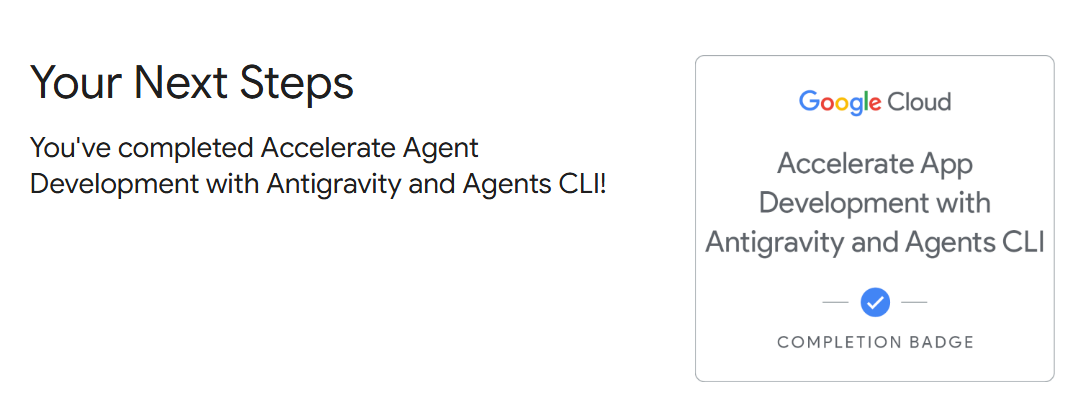 Your Next Steps
You've completed Accelerate Agent
Development with Antigravity and Agents CLI!
Google Cloud
Accelerate App
Development with
Antigravity and Agents CLI
COMPLETION BADGE